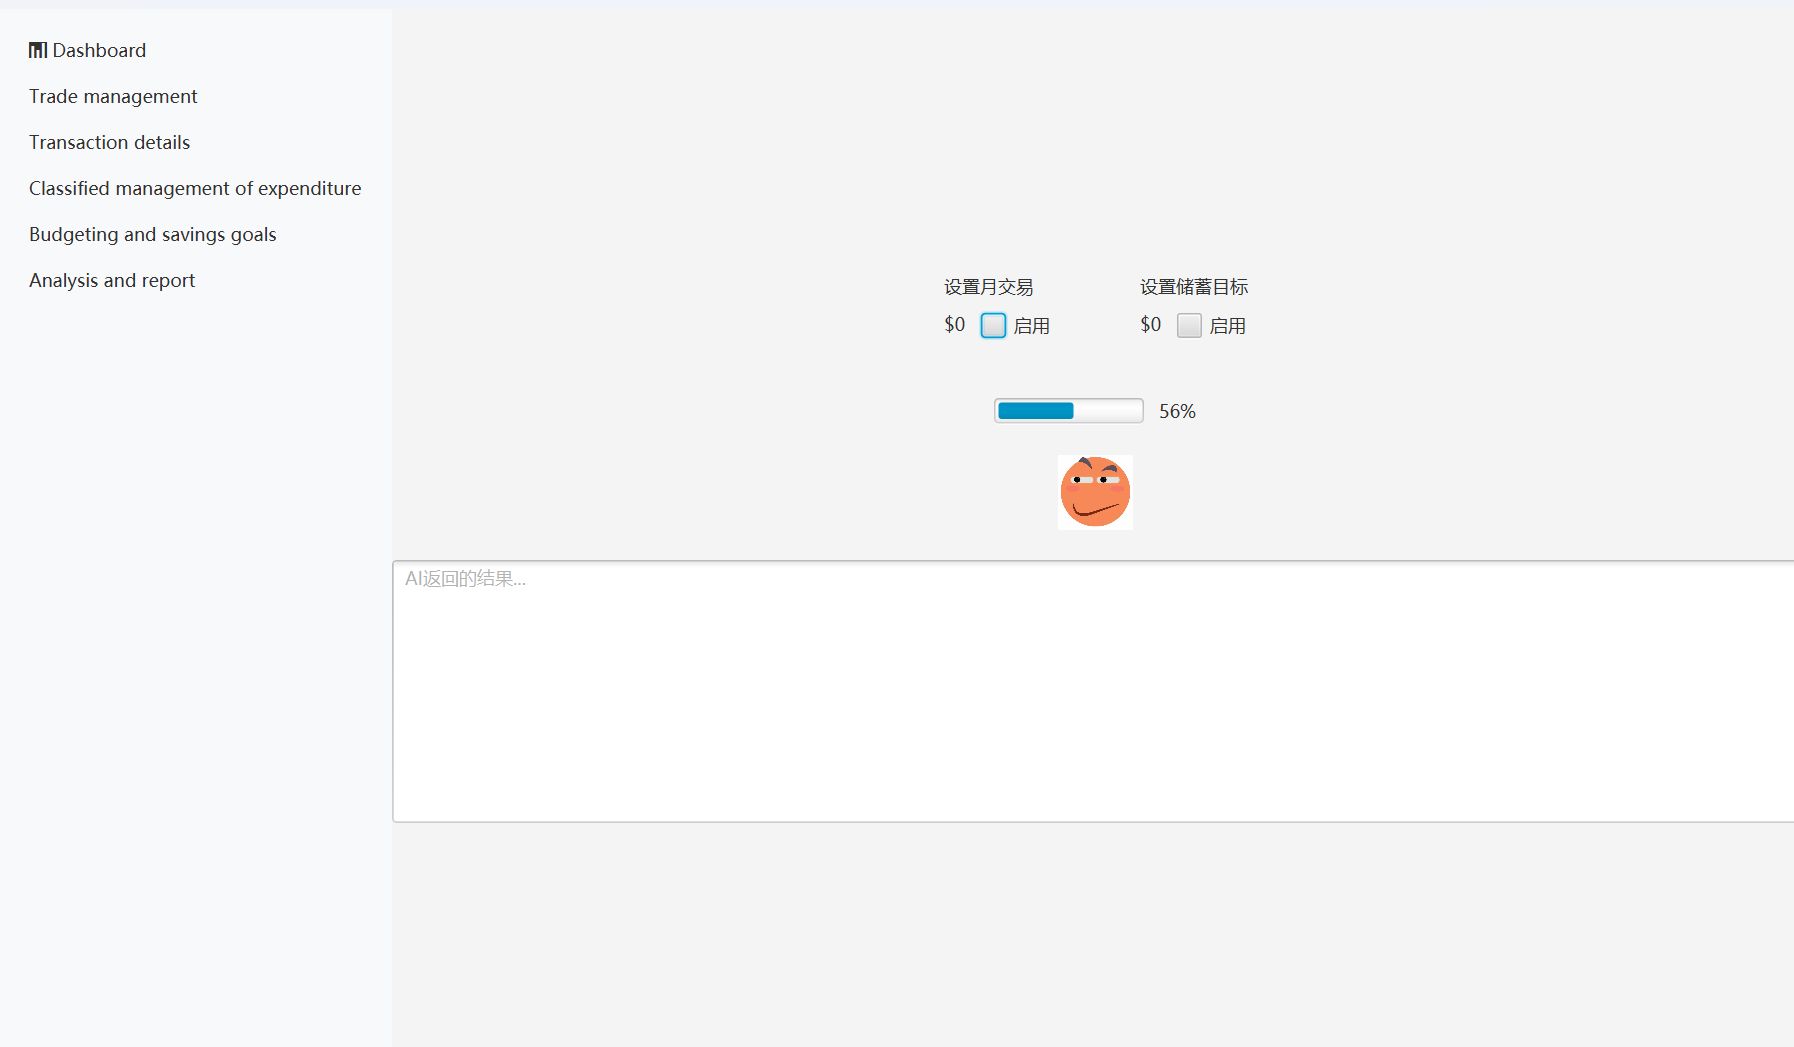 Dashboard
Trade management
Transaction details
Classified management of expenditure
Budgeting and savings goals
Analysis and report
设置月交易 设置储蓄目标
$0 启用 $0 启用
56%
AI返回的结果...